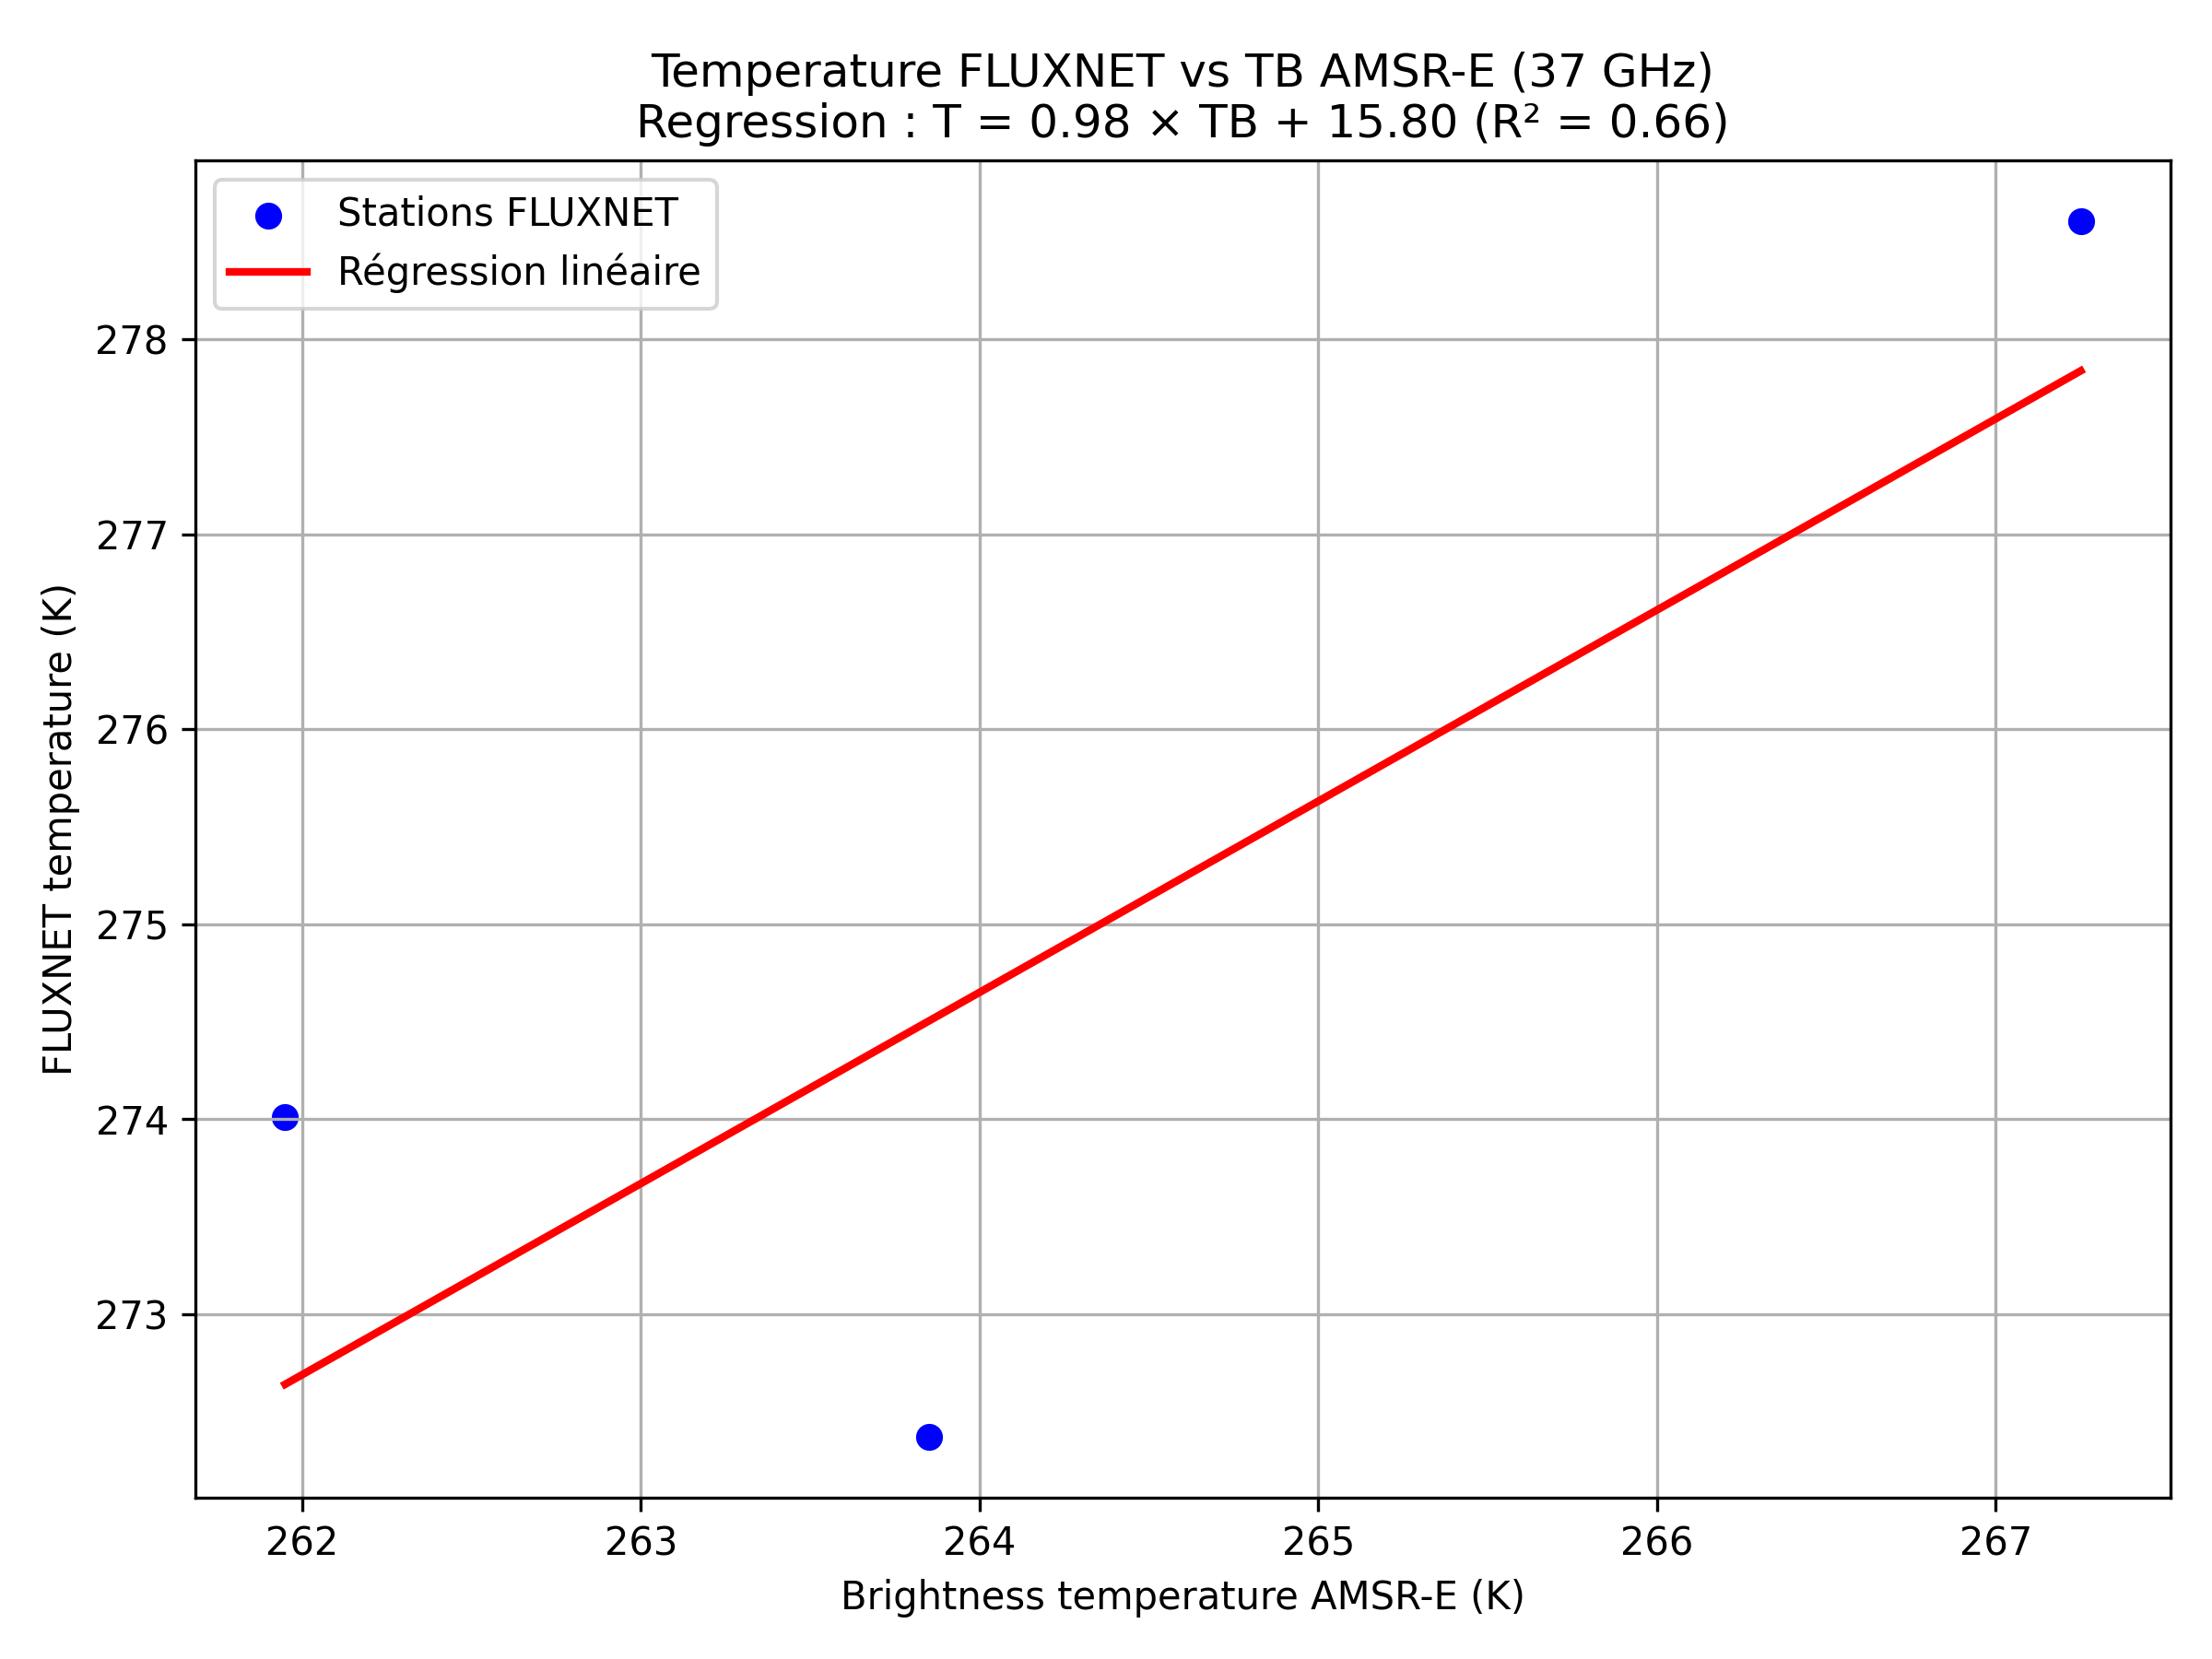 Temperature FLUXNET vs TB AMSR-E (37 GHz)
Regression : T = 0.98 × TB + 15.80 (R² = 0.66)
Stations FLUXNET
Régression linéaire
FLUXNET temperature (K)
278
277
276
275
274
273
262 263 264 265 266 267
Brightness temperature AMSR-E (K)